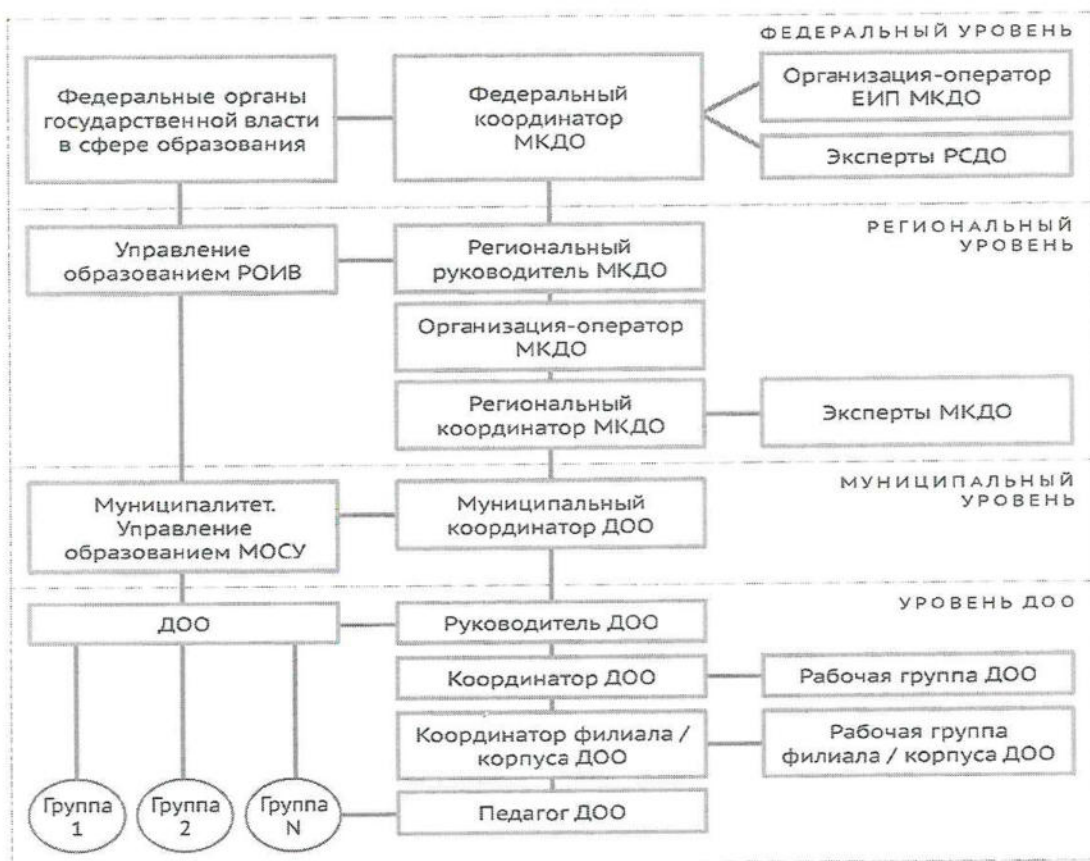 ФЕДЕРАЛЬНЫЙ УРОВЕНЬ
Федеральные органы
государственной власти
в сфере образования
Федеральный
координатор
МКДО
Организация-оператор
ЕИП МКДО
Эксперты РСДО
РЕГИОНАЛЬНЫЙ
УРОВЕНЬ
Управление
образованием РОИВ
Региональный
руководитель МКДО
Организация-оператор
МКДО
Региональный
координатор МКДО
Эксперты МКДО
МУНИЦИПАЛЬНЫЙ
УРОВЕНЬ
Муниципалитет.
Управление
образованием МОСУ
Муниципальный
координатор ДОО
УРОВЕНЬ ДОО
ДОО
Руководитель ДОО
Координатор ДОО
Рабочая группа ДОО
Координатор филиала /
корпуса ДОО
Рабочая группа
филиала / корпуса ДОО
Группа
1
Группа
2
Группа
N
Педагог ДОО